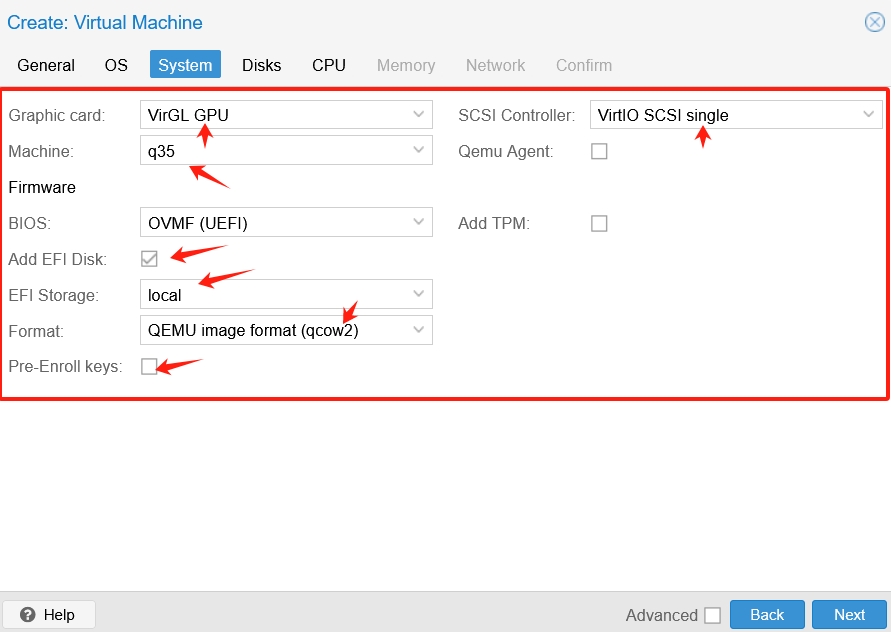 Create: Virtual Machine
General OS System Disks CPU Memory Network Confirm
Graphic card: VirGL GPU SCSI Controller: VirtIO SCSI single
Machine: q35 Qemu Agent:
Firmware
BIOS: OVMF (UEFI) Add TPM:
Add EFI Disk:
EFI Storage: local
Format: QEMU image format (qcow2)
Pre-Enroll keys:
Help Advanced Back Next